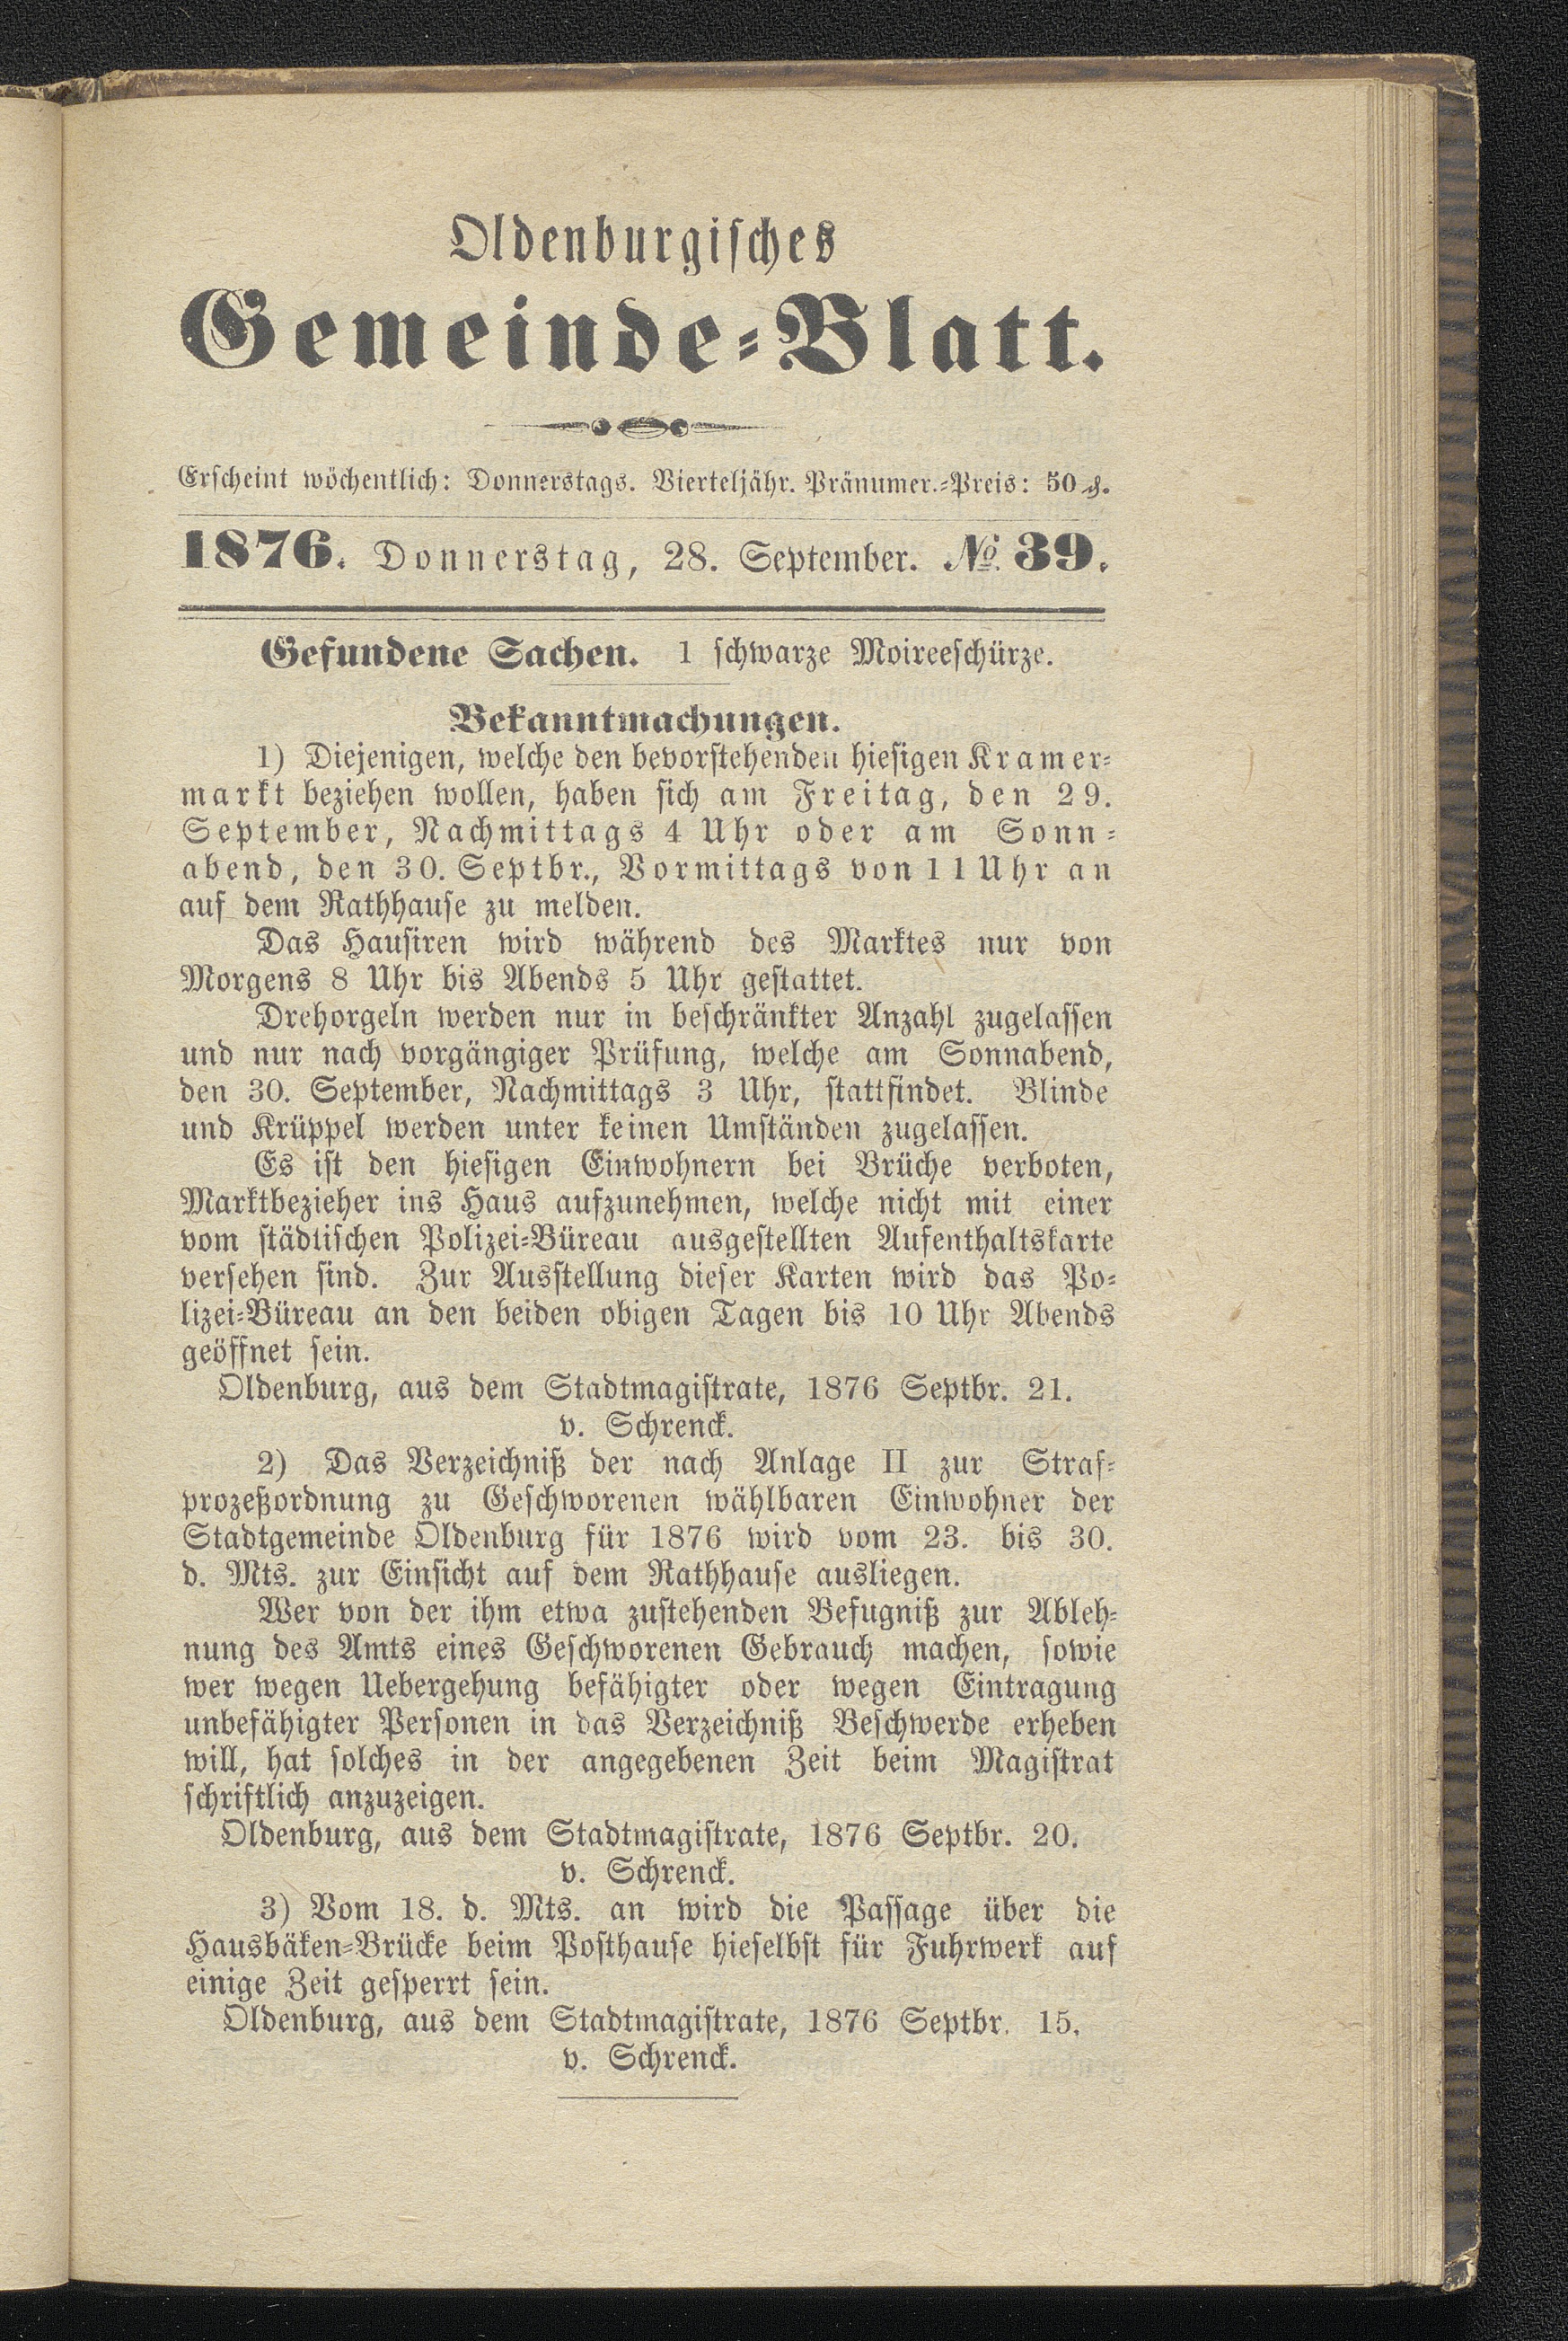 Oldenburgisches
Gemeinde-Blatt.
Erscheint wöchentlich: Donnerstags. Vierteljähr. Pränumer.-Preis: 50 ₰.
1876. Donnerstag, 28. September. No. 39.
Gefundene Sachen. 1 schwarze Moireeschürze.
Bekanntmachungen.
1) Diejenigen, welche den bevorstehenden hiesigen Kramer-
markt beziehen wollen, haben sich am Freitag, den 29.
September, Nachmittags 4 Uhr oder am Sonn-
abend, den 30. Septbr., Vormittags von 11 Uhr an
auf dem Rathhause zu melden.
Das Hausiren wird während des Marktes nur von
Morgens 8 Uhr bis Abends 5 Uhr gestattet.
Drehorgeln werden nur in beschränkter Anzahl zugelassen
und nur nach vorgängiger Prüfung, welche am Sonnabend,
den 30. September, Nachmittags 3 Uhr, stattfindet. Blinde
und Krüppel werden unter keinen Umständen zugelassen.
Es ist den hiesigen Einwohnern bei Brüche verboten,
Marktbezieher ins Haus aufzunehmen, welche nicht mit einer
vom städtischen Polizei-Büreau ausgestellten Aufenthaltskarte
versehen sind. Zur Ausstellung dieser Karten wird das Po-
lizei-Büreau an den beiden obigen Tagen bis 10 Uhr Abends
geöffnet sein.
Oldenburg, aus dem Stadtmagistrate, 1876 Septbr. 21.
v. Schrenck.
2) Das Verzeichniß der nach Anlage II zur Straf-
prozeßordnung zu Geschworenen wählbaren Einwohner der
Stadtgemeinde Oldenburg für 1876 wird vom 23. bis 30.
d. Mts. zur Einsicht auf dem Rathhause ausliegen.
Wer von der ihm etwa zustehenden Befugniß zur Ableh-
nung des Amts eines Geschworenen Gebrauch machen, sowie
wer wegen Uebergehung befähigter oder wegen Eintragung
unbefähigter Personen in das Verzeichniß Beschwerde erheben
will, hat solches in der angegebenen Zeit beim Magistrat
schriftlich anzuzeigen.
Oldenburg, aus dem Stadtmagistrate, 1876 Septbr. 20.
v. Schrenck.
3) Vom 18. d. Mts. an wird die Passage über die
Hausbäken-Brücke beim Posthause hieselbst für Fuhrwerk auf
einige Zeit gesperrt sein.
Oldenburg, aus dem Stadtmagistrate, 1876 Septbr. 15.
v. Schrenck.